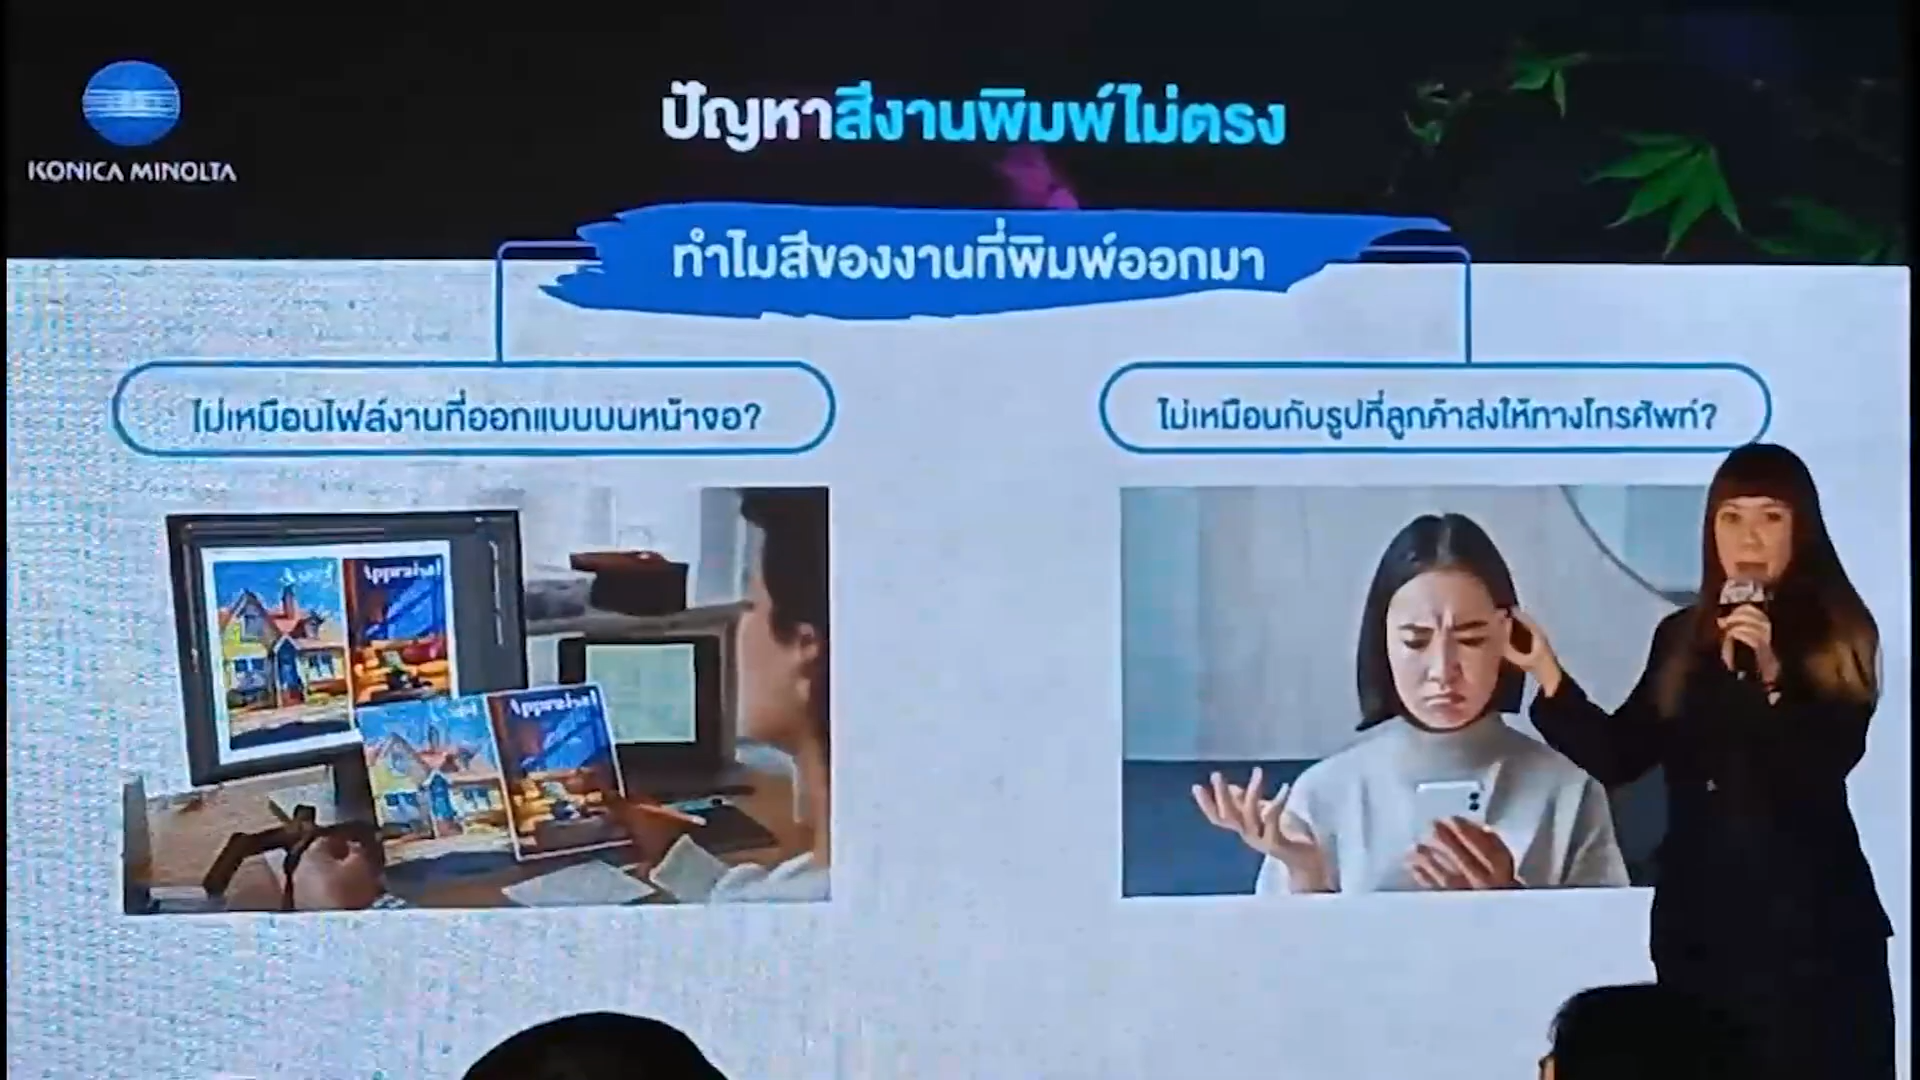 KONICA MINOLTA
ปัญหาสีงานพิมพ์ไม่ตรง
ทำไมสีของงานที่พิมพ์ออกมา
ไม่เหมือนไฟล์งานที่ออกแบบบนหน้าจอ?
ไม่เหมือนกับรูปที่ลูกค้าส่งให้ทางโทรศัพท์?
Appraisal
Appraisal